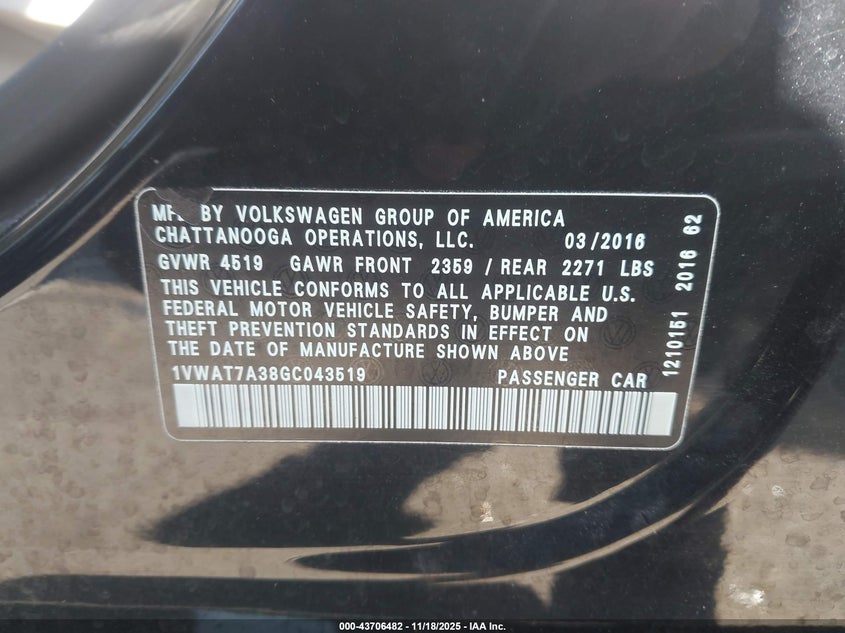 MFD BY VOLKSWAGEN GROUP OF AMERICA
CHATTANOOGA OPERATIONS, LLC. 03/2016
GVWR 4519 GAWR FRONT 2359 / REAR 2271 LBS
THIS VEHICLE CONFORMS TO ALL APPLICABLE U.S.
FEDERAL MOTOR VEHICLE SAFETY, BUMPER AND
THEFT PREVENTION STANDARDS IN EFFECT ON
THE DATE OF MANUFACTURE SHOWN ABOVE
1VWAT7A38GC043519 PASSENGER CAR
1210151 2016 62
000-43706482 - 11/18/2025 - IAA Inc.